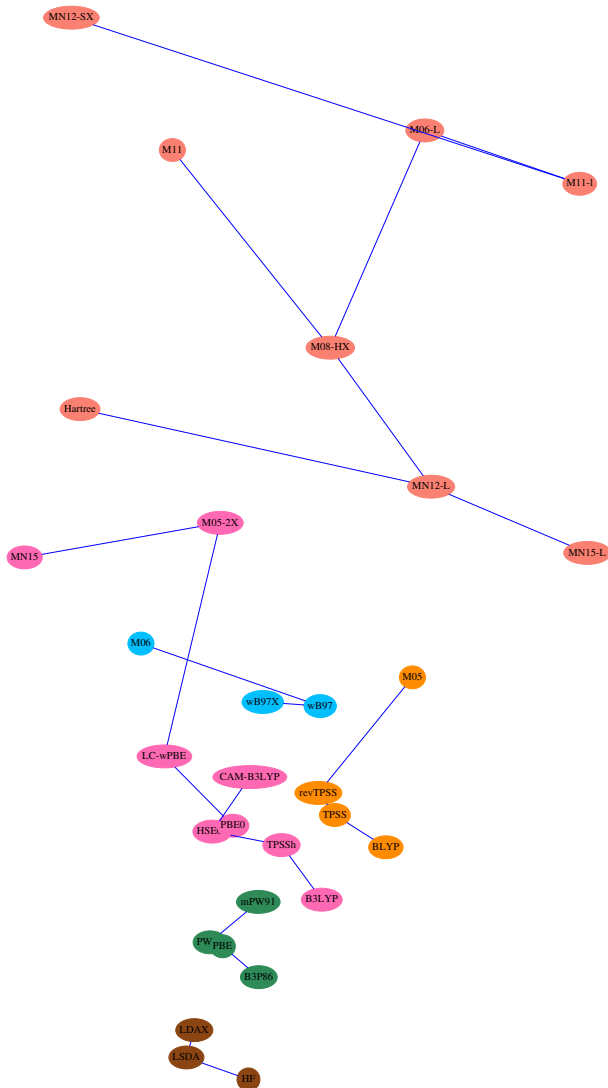 MN12-SX
M06-L
M11
M11-l
M08-HX
Hartree
MN12-L
M05-2X
MN15-L
MN15
M06
M05
wB97X
wB97
LC-wPBE
CAM-B3LYP
revTPSS
TPSS
PBE0
TPSSh
BLYP
B3LYP
mPW91
PBE
B3P86
LDAX
LSDA
HF